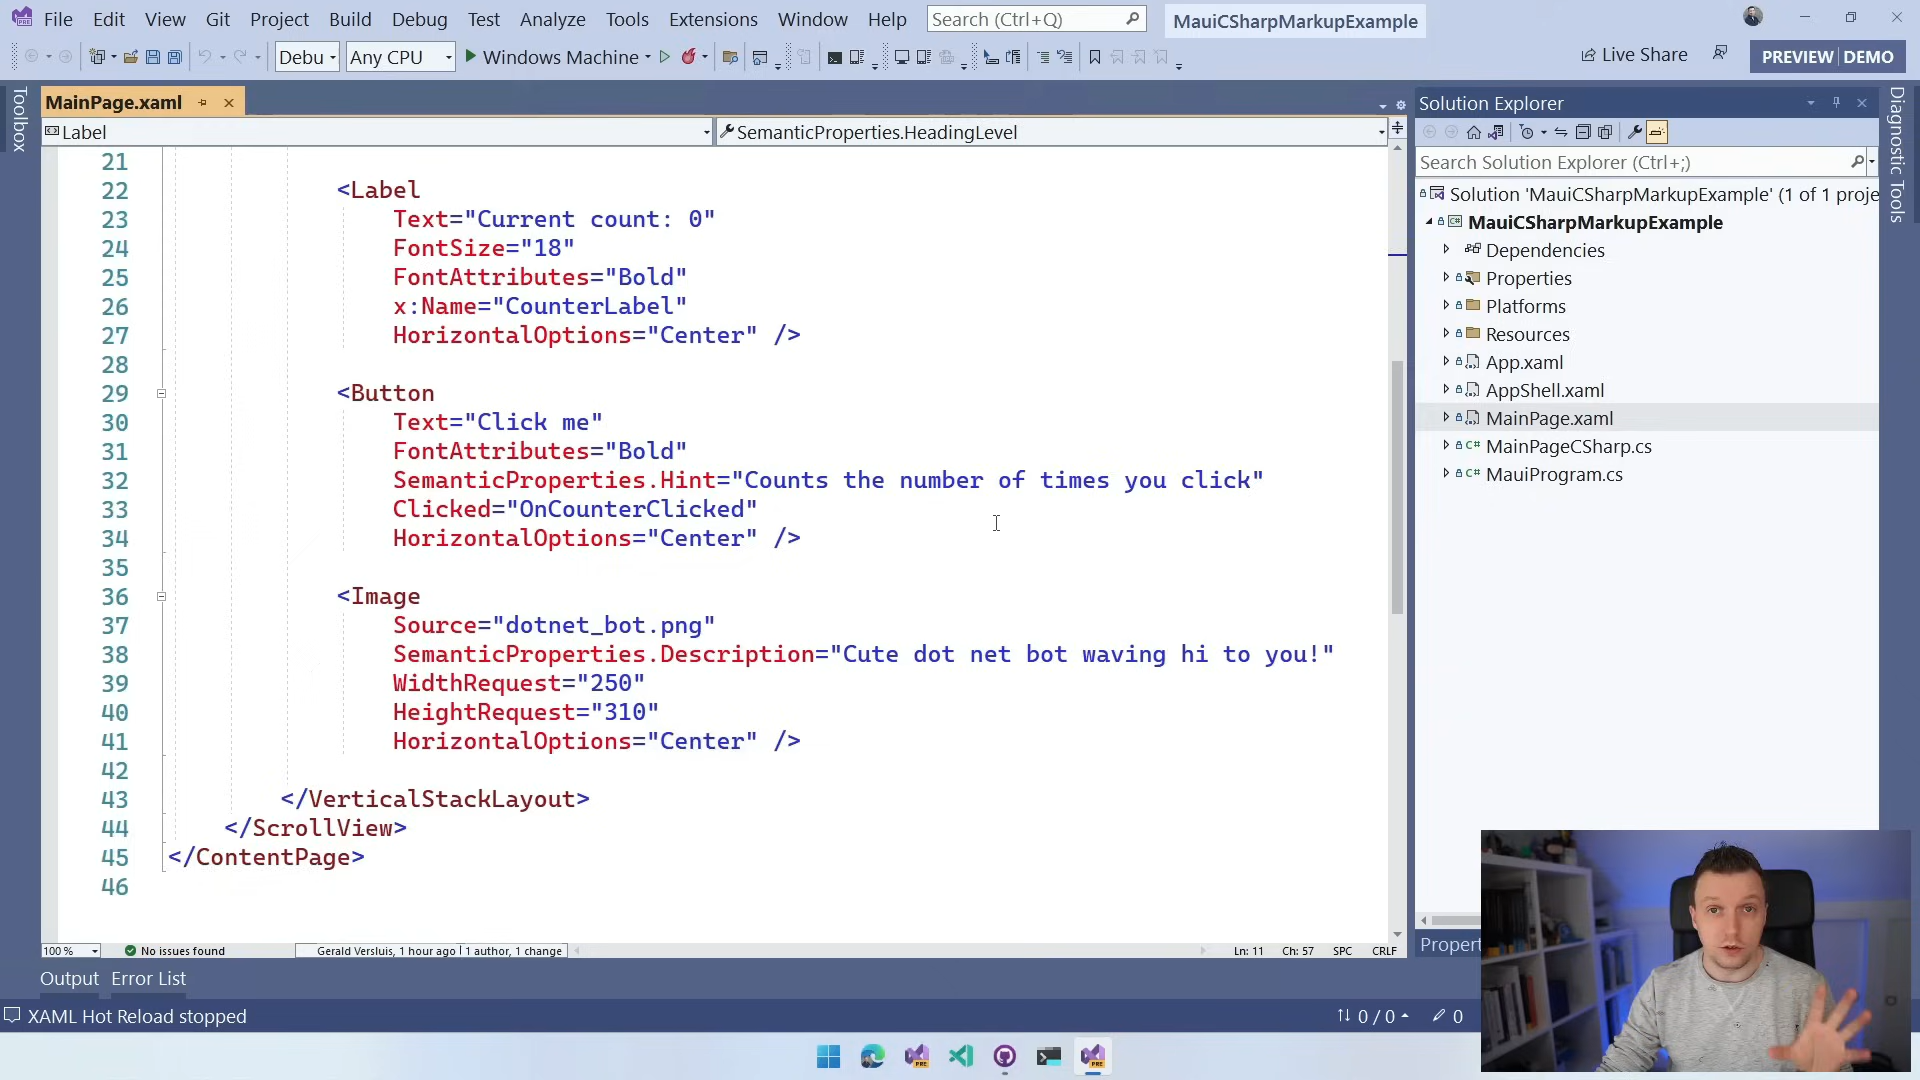 File Edit View Git Project Build Debug Test Analyze Tools Extensions Window Help Search (Ctrl+Q) MauiCSharpMarkupExample
Debu Any CPU Windows Machine Live Share PREVIEW DEMO
Toolbox
MainPage.xaml
Label SemanticProperties.HeadingLevel
21
22 <Label
23 Text="Current count: 0"
24 FontSize="18"
25 FontAttributes="Bold"
26 x:Name="CounterLabel"
27 HorizontalOptions="Center" />
28
29 <Button
30 Text="Click me"
31 FontAttributes="Bold"
32 SemanticProperties.Hint="Counts the number of times you click"
33 Clicked="OnCounterClicked"
34 HorizontalOptions="Center" />
35
36 <Image
37 Source="dotnet_bot.png"
38 SemanticProperties.Description="Cute dot net bot waving hi to you!"
39 WidthRequest="250"
40 HeightRequest="310"
41 HorizontalOptions="Center" />
42
43 </VerticalStackLayout>
44 </ScrollView>
45 </ContentPage>
46
100 % No issues found Gerald Versluis, 1 hour ago | 1 author, 1 change Ln: 11 Ch: 57 SPC CRLF
Solution Explorer
Search Solution Explorer (Ctrl+;)
Solution 'MauiCSharpMarkupExample' (1 of 1 proje
MauiCSharpMarkupExample
Dependencies
Properties
Platforms
Resources
App.xaml
AppShell.xaml
MainPage.xaml
MainPageCSharp.cs
MauiProgram.cs
Propert
Diagnostic Tools
Output Error List
XAML Hot Reload stopped 0 / 0 0